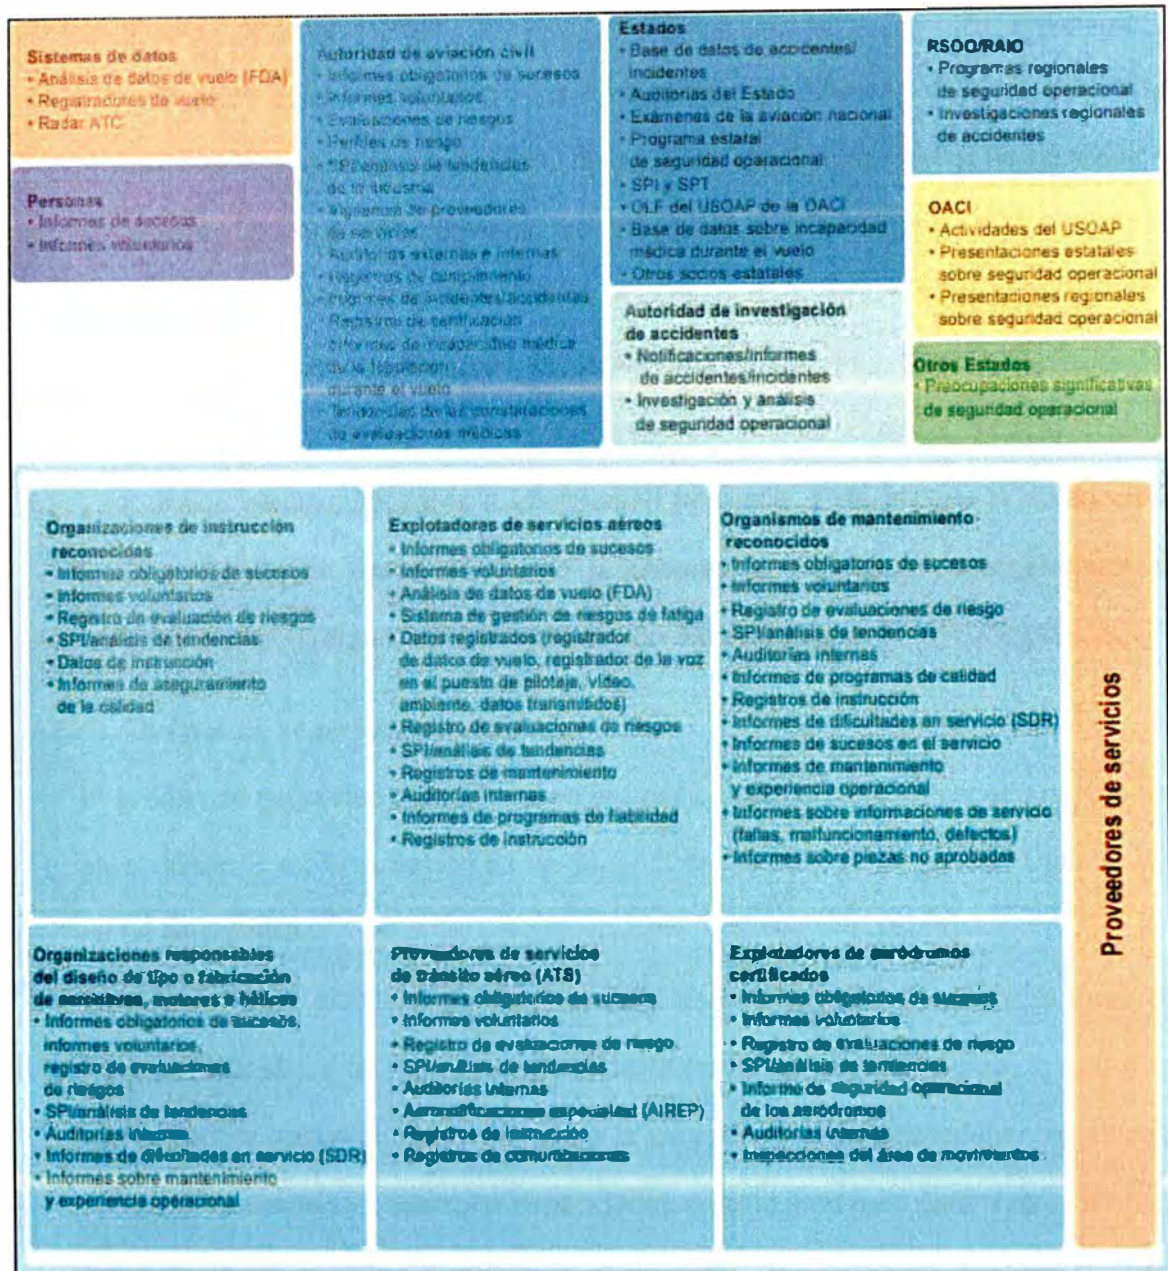 Sistemas de datos
• Análisis de datos de vuelo (FDA)
• Registradores de vuelo
• Radar ATC
Personas
• Informes de sucesos
• Informes voluntarios
Autoridad de aviación civil
• Informes obligatorios de sucesos
• Informes voluntarios
• Evaluaciones de riesgos
• Perfiles de riesgo
• SPI/análisis de tendencias
de la industria
• Vigilancia de proveedores
de servicios
• Auditorías externas e internas
• Registros de cumplimiento
• Informes de incidentes/accidentes
• Registros de certificación
• Informes de incapacidad médica
de la tripulación
durante el vuelo
• Tendencias de las constataciones
de evaluaciones médicas
Estados
• Base de datos de accidentes/
incidentes
• Auditorías del Estado
• Exámenes de la aviación nacional
• Programa estatal
de seguridad operacional
• SPI y SPT
• OLF del USOAP de la OACI
• Base de datos sobre incapacidad
médica durante el vuelo
• Otros socios estatales
Autoridad de investigación
de accidentes
• Notificaciones/informes
de accidentes/incidentes
• Investigación y análisis
de seguridad operacional
RSOO/RAIO
• Programas regionales
de seguridad operacional
• Investigaciones regionales
de accidentes
OACI
• Actividades del USOAP
• Presentaciones estatales
sobre seguridad operacional
• Presentaciones regionales
sobre seguridad operacional
Otros Estados
• Preocupaciones significativas
de seguridad operacional
Organizaciones de instrucción
reconocidas
• Informes obligatorios de sucesos
• Informes voluntarios
• Registro de evaluación de riesgos
• SPI/análisis de tendencias
• Datos de instrucción
• Informes de aseguramiento
de la calidad
Explotadores de servicios aéreos
• Informes obligatorios de sucesos
• Informes voluntarios
• Análisis de datos de vuelo (FDA)
• Sistema de gestión de riesgos de fatiga
• Datos registrados (registrador
de datos de vuelo, registrador de la voz
en el puesto de pilotaje, vídeo,
ambiente, datos transmitidos)
• Registro de evaluaciones de riesgos
• SPI/análisis de tendencias
• Registros de mantenimiento
• Auditorías internas
• Informes de programas de fiabilidad
• Registros de instrucción
Organismos de mantenimiento
reconocidos
• Informes obligatorios de sucesos
• Informes voluntarios
• Registro de evaluaciones de riesgo
• SPI/análisis de tendencias
• Auditorías internas
• Informes de programas de calidad
• Registros de instrucción
• Informes de dificultades en servicio (SDR)
• Informes de sucesos en el servicio
• Informes de mantenimiento
y experiencia operacional
• Informes sobre informaciones de servicio
(fallas, malfuncionamiento, defectos)
• Informes sobre piezas no aprobadas
Organizaciones responsables
del diseño de tipo o fabricación
de aeronaves, motores o hélices
• Informes obligatorios de sucesos,
informes voluntarios,
registro de evaluaciones
de riesgos
• SPI/análisis de tendencias
• Auditorías internas
• Informes de dificultades en servicio (SDR)
• Informes sobre mantenimiento
y experiencia operacional
Proveedores de servicios
de tránsito aéreo (ATS)
• Informes obligatorios de sucesos
• Informes voluntarios
• Registro de evaluaciones de riesgo
• SPI/análisis de tendencias
• Auditorías internas
• Aeronotificaciones (AIREP)
• Registros de instrucción
• Registros de comunicaciones
Explotadores de aeródromos
certificados
• Informes obligatorios de sucesos
• Informes voluntarios
• Registro de evaluaciones de riesgo
• SPI/análisis de tendencias
• Informe de seguridad operacional
de los aeródromos
• Auditorías internas
• Inspecciones del área de movimientos
Proveedores de servicios